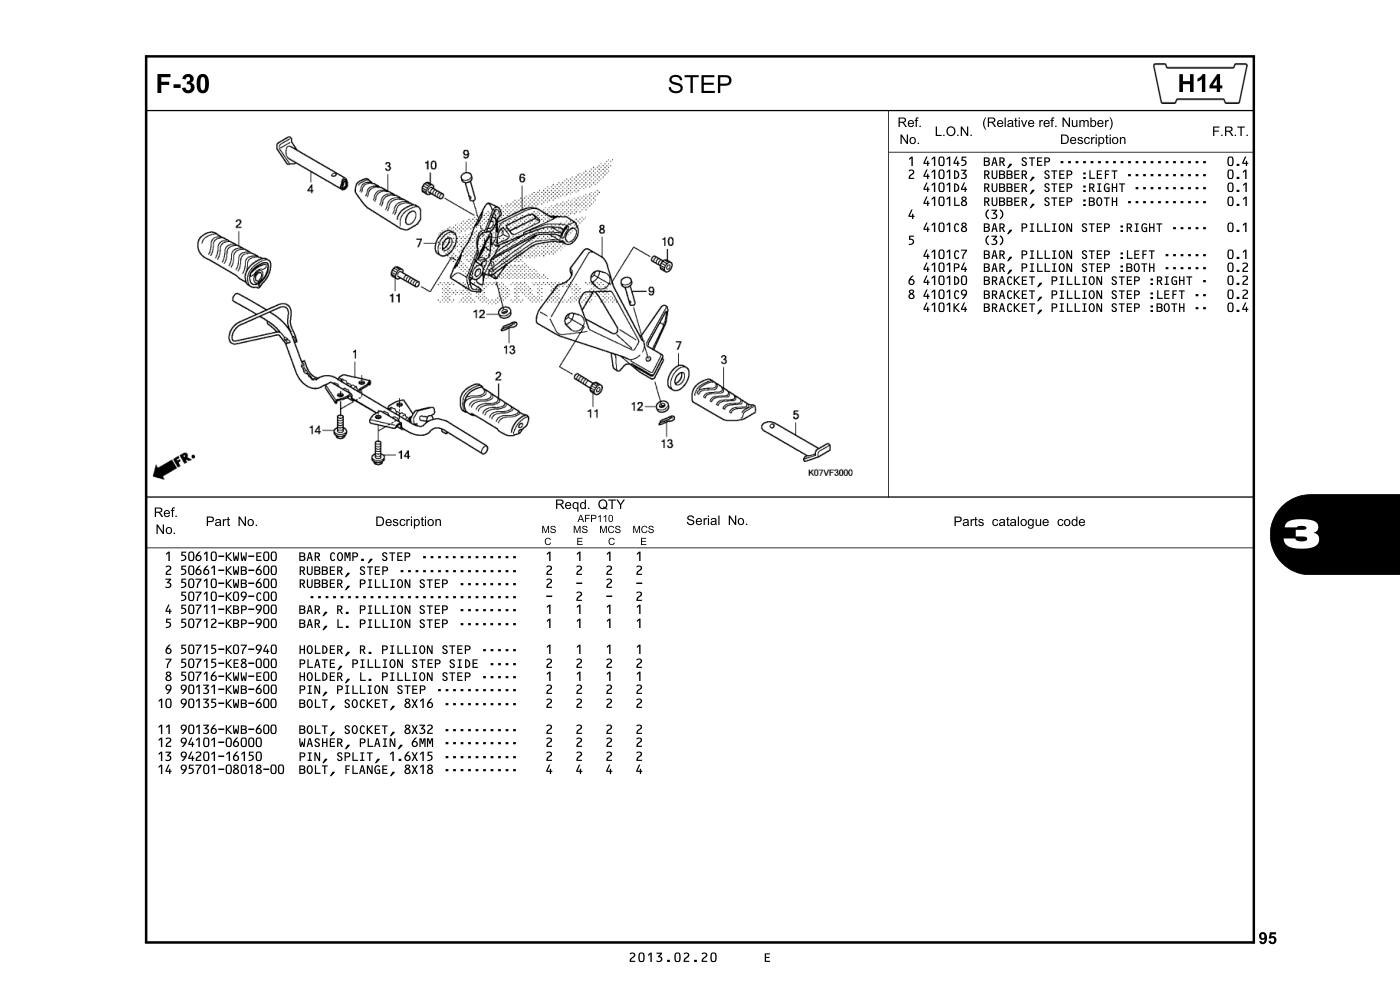 F-30 STEP H14
3 9 10
4 6
2 7 8 10
11 9
12
13
1 7 3
2
12
11 5
14 13
14
FR.
K07VF3000
Ref. No. L.O.N. (Relative ref. Number) Description F.R.T.
1 410145 BAR, STEP -------------------- 0.4
2 4101D3 RUBBER, STEP :LEFT ----------- 0.1
4101D4 RUBBER, STEP :RIGHT ---------- 0.1
4101L8 RUBBER, STEP :BOTH ----------- 0.1
4 (3)
4101C8 BAR, PILLION STEP :RIGHT ----- 0.1
5 (3)
4101C7 BAR, PILLION STEP :LEFT ------ 0.1
4101P4 BAR, PILLION STEP :BOTH ------ 0.2
6 4101D0 BRACKET, PILLION STEP :RIGHT - 0.2
8 4101C9 BRACKET, PILLION STEP :LEFT -- 0.2
4101K4 BRACKET, PILLION STEP :BOTH -- 0.4
Ref. No. Part No. Description Reqd. QTY Serial No. Parts catalogue code
AFP110
MS MS MCS MCS
C E C E
1 50610-KWW-E00 BAR COMP., STEP ------------- 1 1 1 1
2 50661-KWB-600 RUBBER, STEP ---------------- 2 2 2 2
3 50710-KWB-600 RUBBER, PILLION STEP -------- 2 - 2 -
50710-K09-C00 ---------------------------- - 2 - 2
4 50711-KBP-900 BAR, R. PILLION STEP -------- 1 1 1 1
5 50712-KBP-900 BAR, L. PILLION STEP -------- 1 1 1 1
6 50715-K07-940 HOLDER, R. PILLION STEP ----- 1 1 1 1
7 50715-KE8-000 PLATE, PILLION STEP SIDE ---- 2 2 2 2
8 50716-KWW-E00 HOLDER, L. PILLION STEP ----- 1 1 1 1
9 90131-KWB-600 PIN, PILLION STEP ----------- 2 2 2 2
10 90135-KWB-600 BOLT, SOCKET, 8X16 ---------- 2 2 2 2
11 90136-KWB-600 BOLT, SOCKET, 8X32 ---------- 2 2 2 2
12 94101-06000 WASHER, PLAIN, 6MM ---------- 2 2 2 2
13 94201-16150 PIN, SPLIT, 1.6X15 ---------- 2 2 2 2
14 95701-08018-00 BOLT, FLANGE, 8X18 ---------- 4 4 4 4
3
95
2013.02.20 E